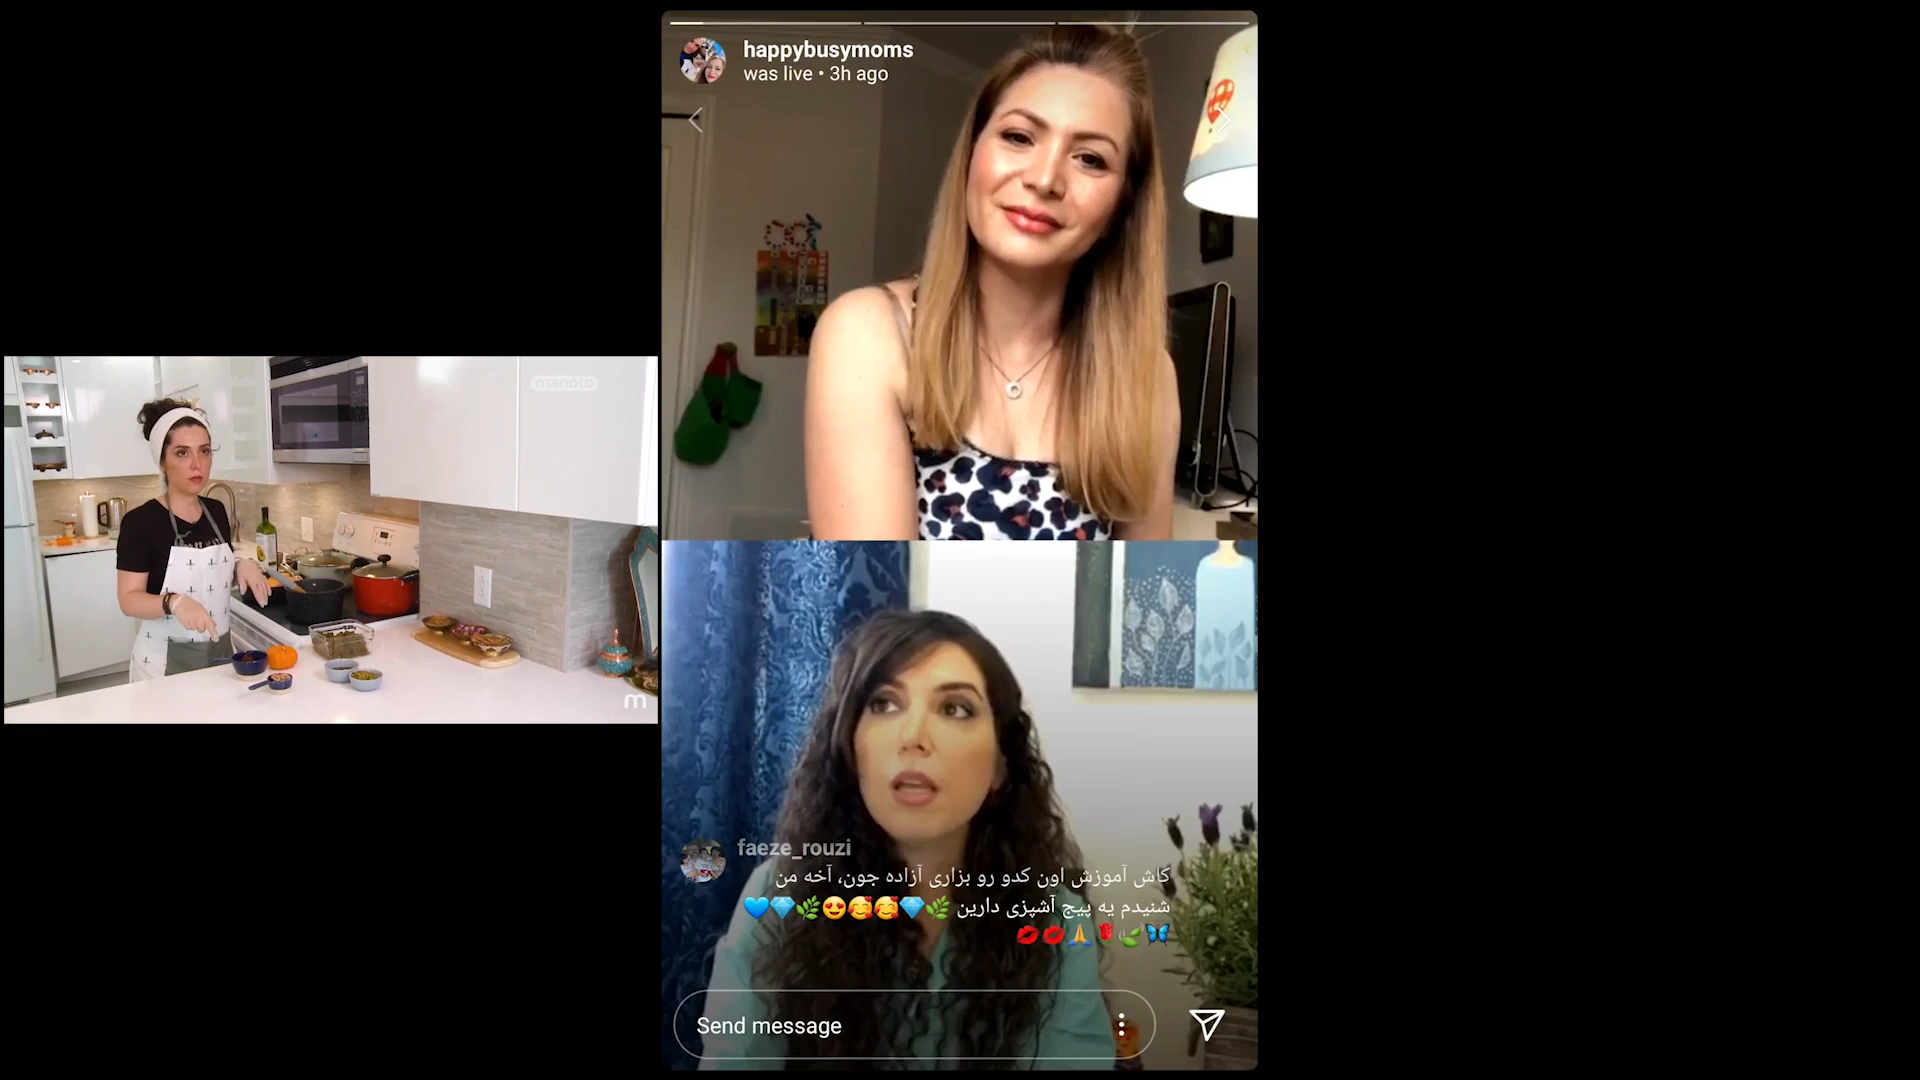 happybusymoms
was live • 3h ago
manoto
m
faeze_rouzi
کاش آموزش اون کدو رو بزاری آزاده جون، آخه من
شنیدم یه پیج آشپزی دارین 🌿💎🥰🥰😍🌿💎💙
🦋🍃🌹🙏💋💋
Send message